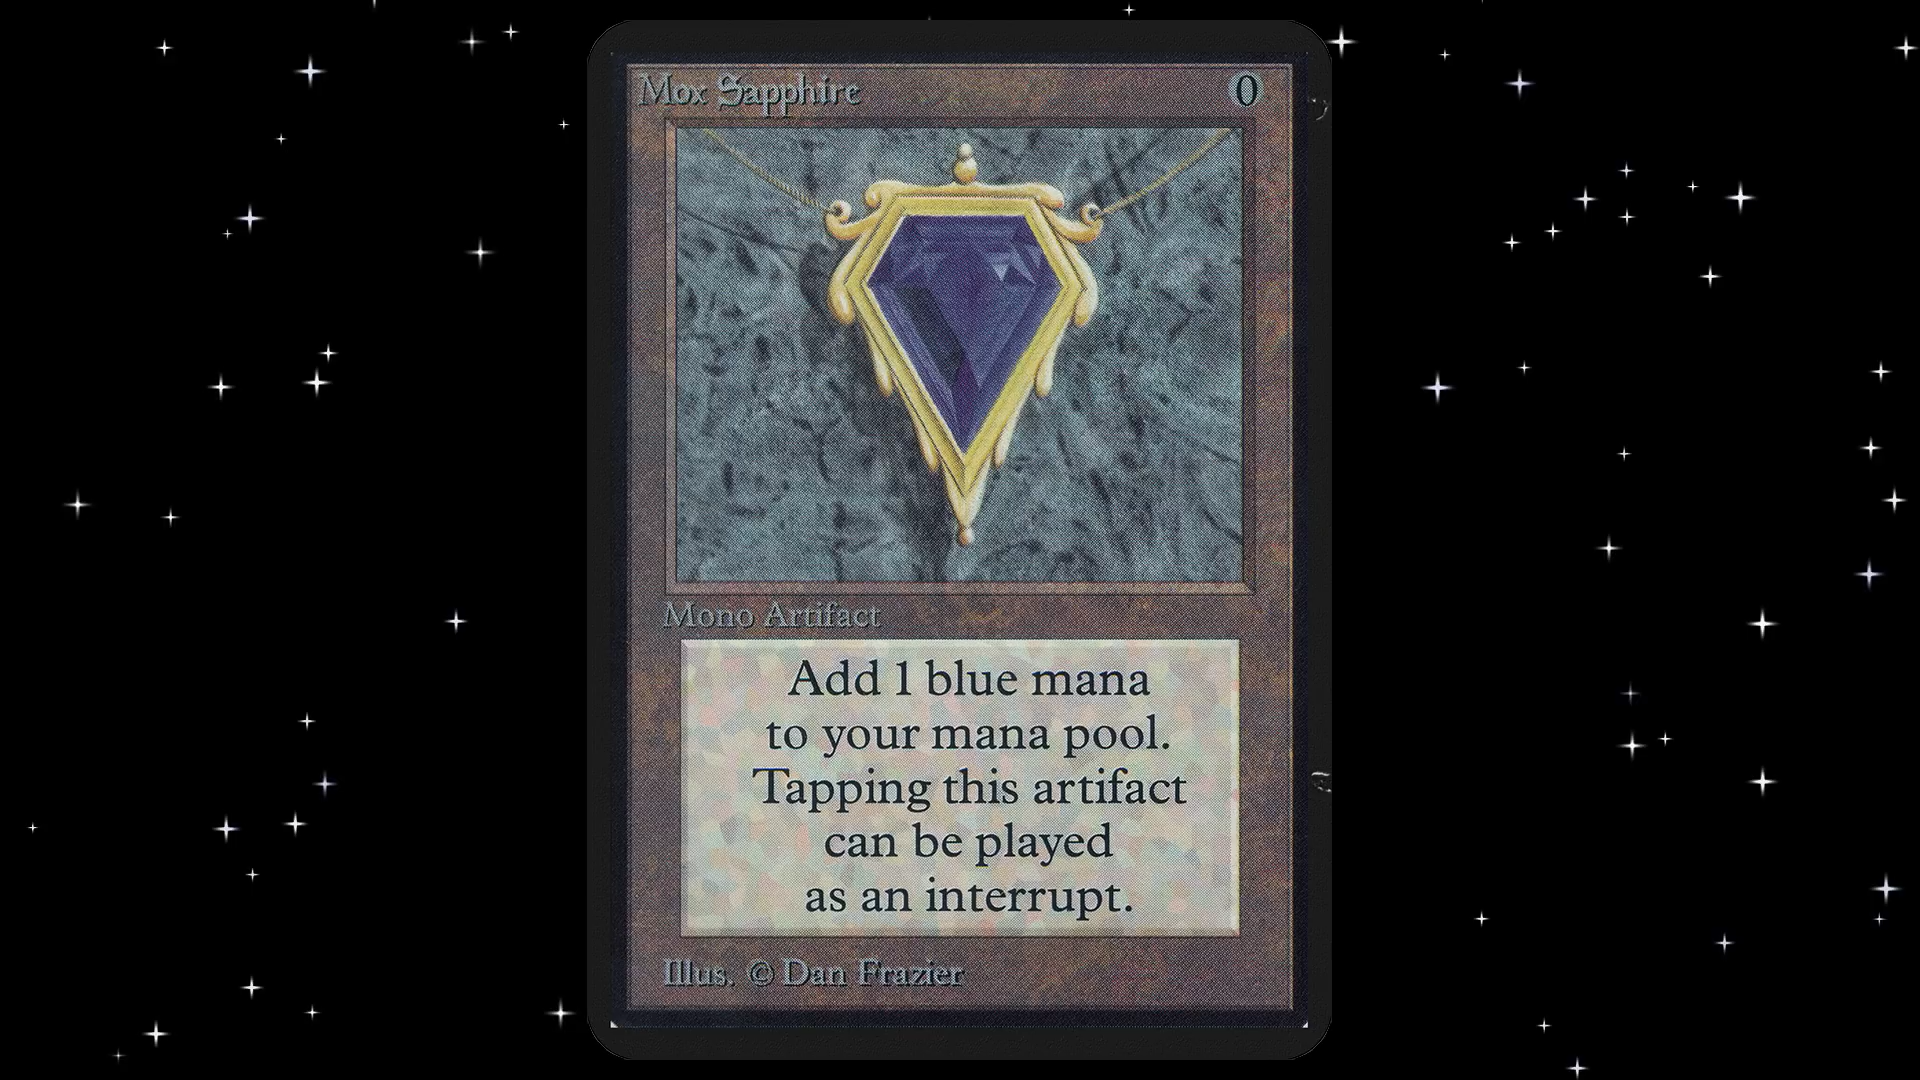 Mox Sapphire 0
Mono Artifact
Add 1 blue mana
to your mana pool.
Tapping this artifact
can be played
as an interrupt.
Illus. © Dan Frazier